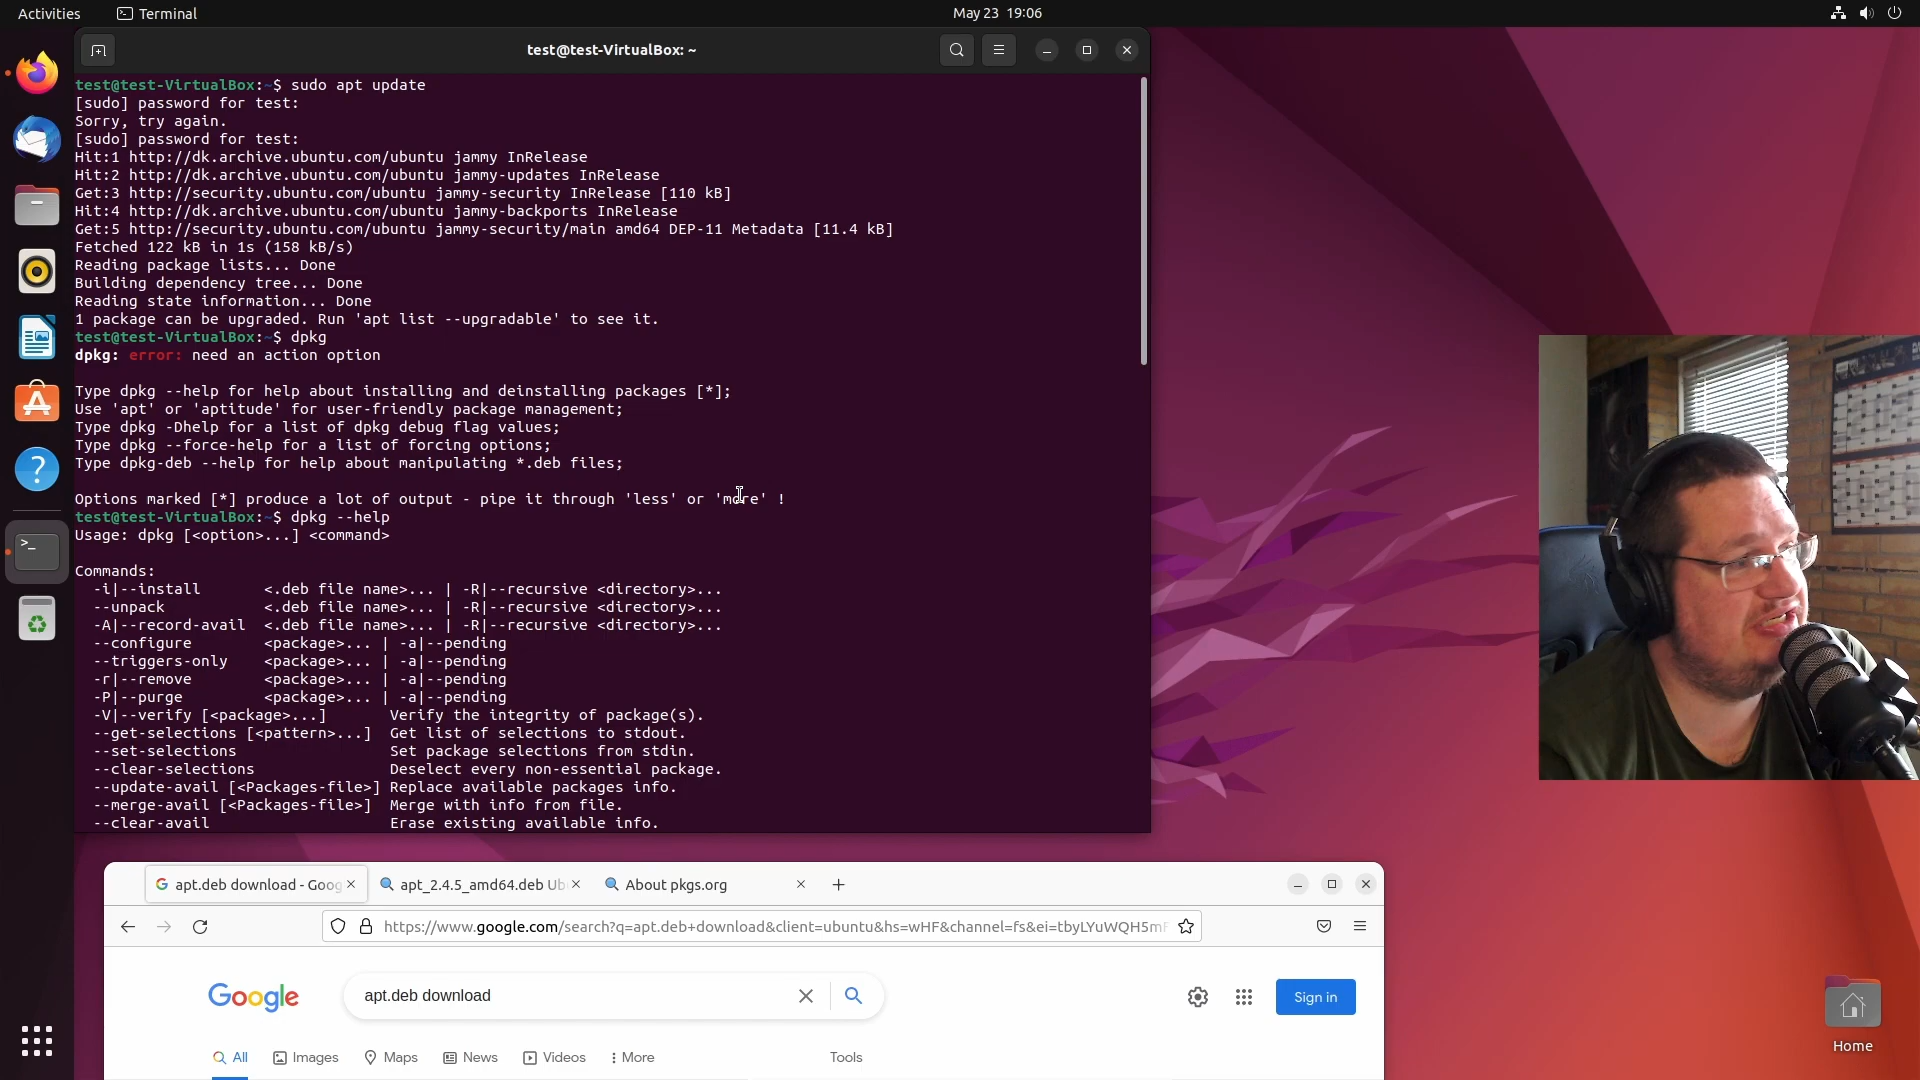 Activities
Terminal
May 23 19:06
test@test-VirtualBox: ~
test@test-VirtualBox:~$ sudo apt update
[sudo] password for test:
Sorry, try again.
[sudo] password for test:
Hit:1 http://dk.archive.ubuntu.com/ubuntu jammy InRelease
Hit:2 http://dk.archive.ubuntu.com/ubuntu jammy-updates InRelease
Get:3 http://security.ubuntu.com/ubuntu jammy-security InRelease [110 kB]
Hit:4 http://dk.archive.ubuntu.com/ubuntu jammy-backports InRelease
Get:5 http://security.ubuntu.com/ubuntu jammy-security/main amd64 DEP-11 Metadata [11.4 kB]
Fetched 122 kB in 1s (158 kB/s)
Reading package lists... Done
Building dependency tree... Done
Reading state information... Done
1 package can be upgraded. Run 'apt list --upgradable' to see it.
test@test-VirtualBox:~$ dpkg
dpkg: error: need an action option
Type dpkg --help for help about installing and deinstalling packages [*];
Use 'apt' or 'aptitude' for user-friendly package management;
Type dpkg -Dhelp for a list of dpkg debug flag values;
Type dpkg --force-help for a list of forcing options;
Type dpkg-deb --help for help about manipulating *.deb files;
Options marked [*] produce a lot of output - pipe it through 'less' or 'more' !
test@test-VirtualBox:~$ dpkg --help
Usage: dpkg [<option>...] <command>
Commands:
-i|--install <.deb file name>... | -R|--recursive <directory>...
--unpack <.deb file name>... | -R|--recursive <directory>...
-A|--record-avail <.deb file name>... | -R|--recursive <directory>...
--configure <package>... | -a|--pending
--triggers-only <package>... | -a|--pending
-r|--remove <package>... | -a|--pending
-P|--purge <package>... | -a|--pending
-V|--verify [<package>...] Verify the integrity of package(s).
--get-selections [<pattern>...] Get list of selections to stdout.
--set-selections Set package selections from stdin.
--clear-selections Deselect every non-essential package.
--update-avail [<Packages-file>] Replace available packages info.
--merge-avail [<Packages-file>] Merge with info from file.
--clear-avail Erase existing available info.
apt.deb download - Goog
apt_2.4.5_amd64.deb Ub
About pkgs.org
https://www.google.com/search?q=apt.deb+download&client=ubuntu&hs=wHF&channel=fs&ei=tbyLYuWQH5mF
Google
apt.deb download
Sign in
All
Images
Maps
News
Videos
More
Tools
Home